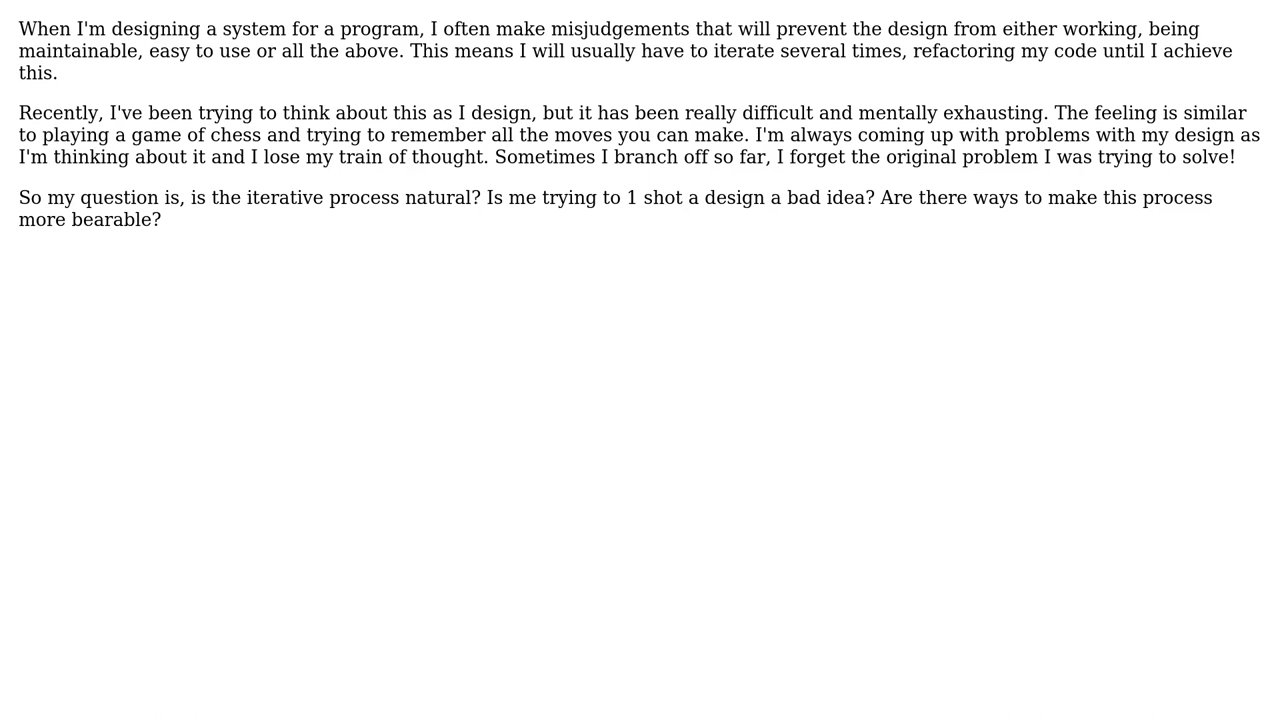 When I'm designing a system for a program, I often make misjudgements that will prevent the design from either working, being
maintainable, easy to use or all the above. This means I will usually have to iterate several times, refactoring my code until I achieve
this.
Recently, I've been trying to think about this as I design, but it has been really difficult and mentally exhausting. The feeling is similar
to playing a game of chess and trying to remember all the moves you can make. I'm always coming up with problems with my design as
I'm thinking about it and I lose my train of thought. Sometimes I branch off so far, I forget the original problem I was trying to solve!
So my question is, is the iterative process natural? Is me trying to 1 shot a design a bad idea? Are there ways to make this process
more bearable?